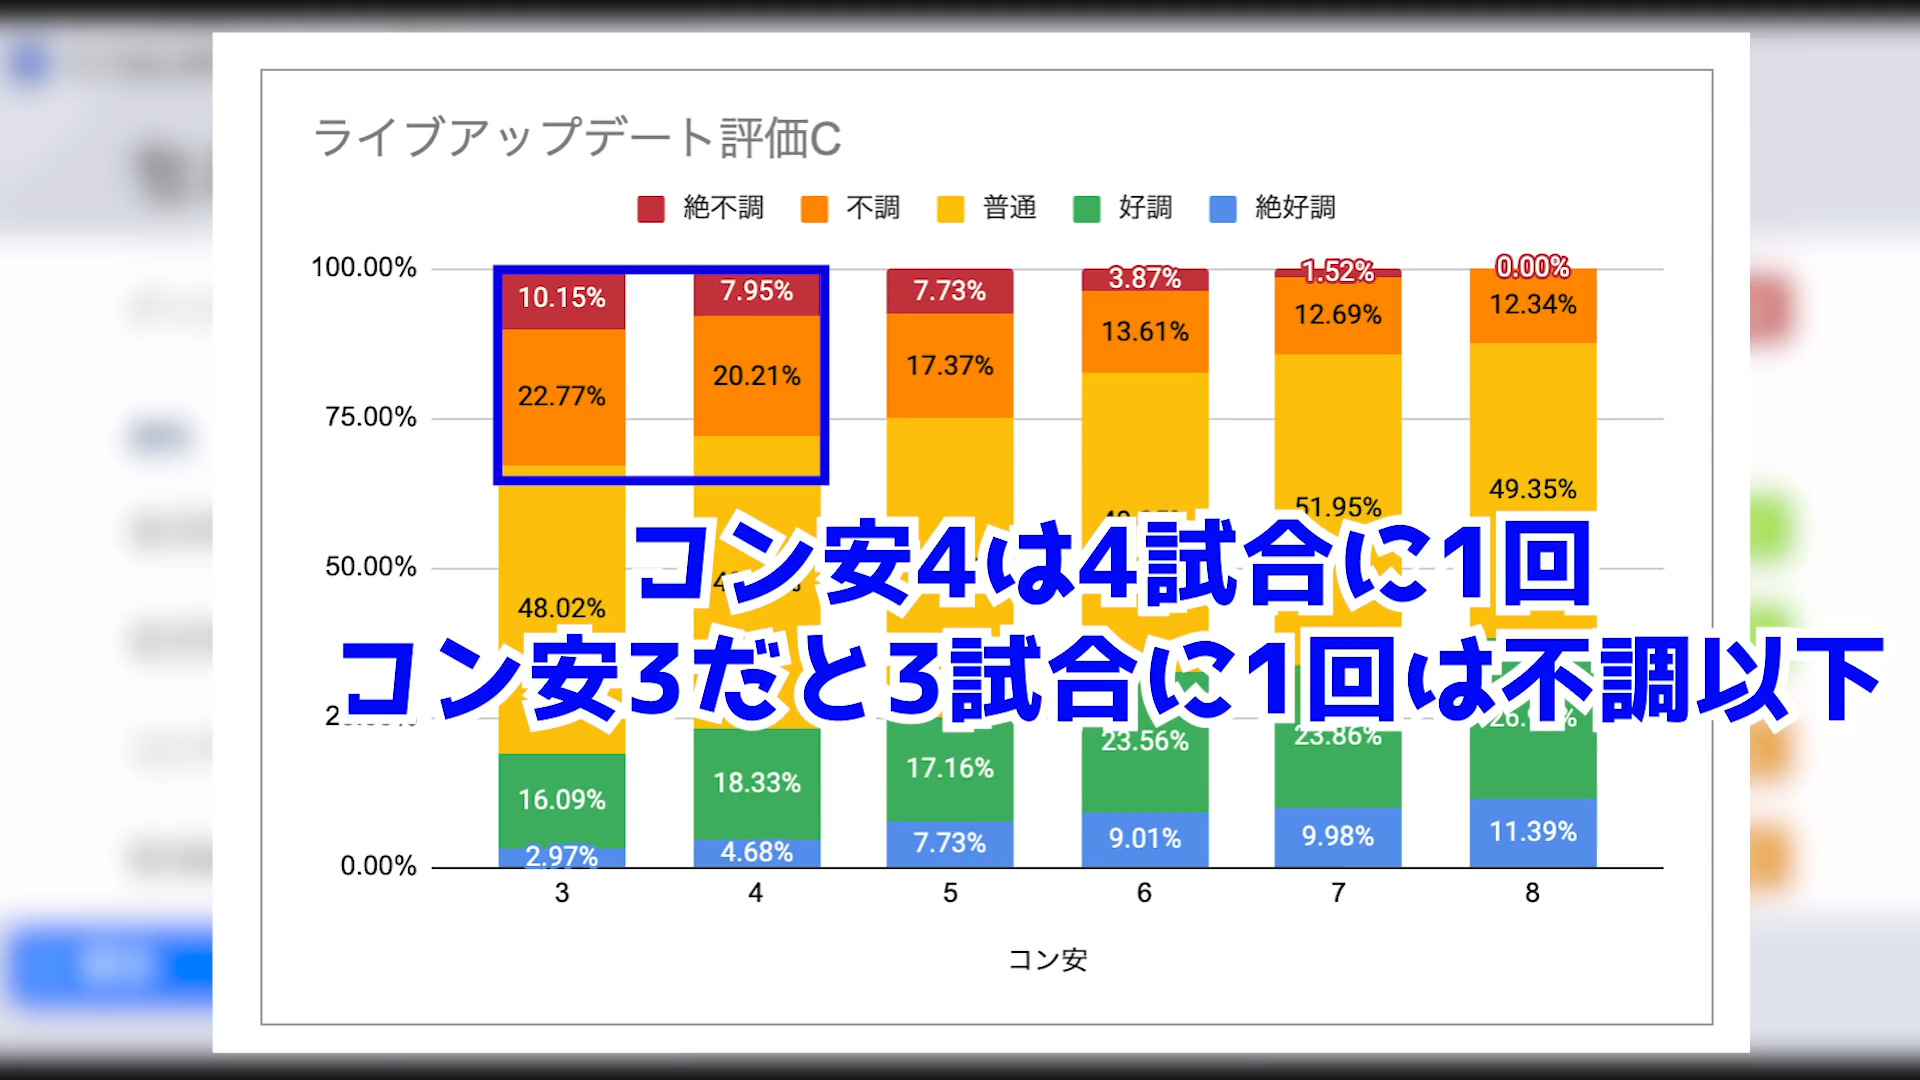 ライブアップデート評価C
絶不調 不調 普通 好調 絶好調
100.00%
75.00%
50.00%
0.00%
10.15% 7.95% 7.73% 3.87% 1.52% 0.00%
22.77% 20.21% 17.37% 13.61% 12.69% 12.34%
48.02% 51.95% 49.35%
コン安4は4試合に1回
コン安3だと3試合に1回は不調以下
16.09% 18.33% 17.16% 23.56% 23.86%
2.97% 4.68% 7.73% 9.01% 9.98% 11.39%
3 4 5 6 7 8
コン安